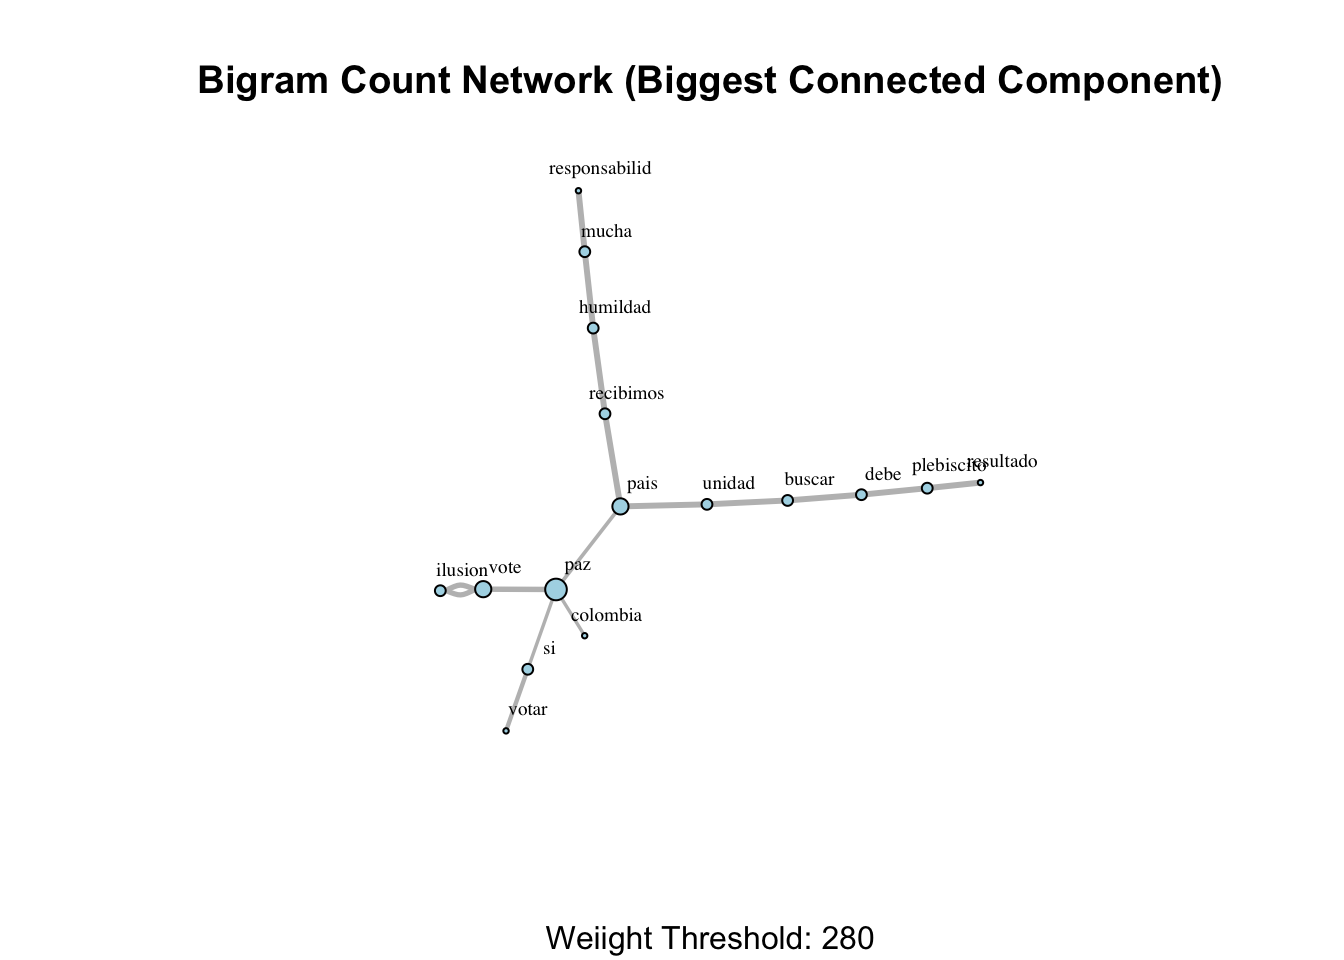 Bigram Count Network (Biggest Connected Component)
responsabilid
mucha
humildad
recibimos
resultado
plebiscito
debe
buscar
unidad
pais
paz
vote
ilusion
colombia
si
votar
Weiight Threshold: 280